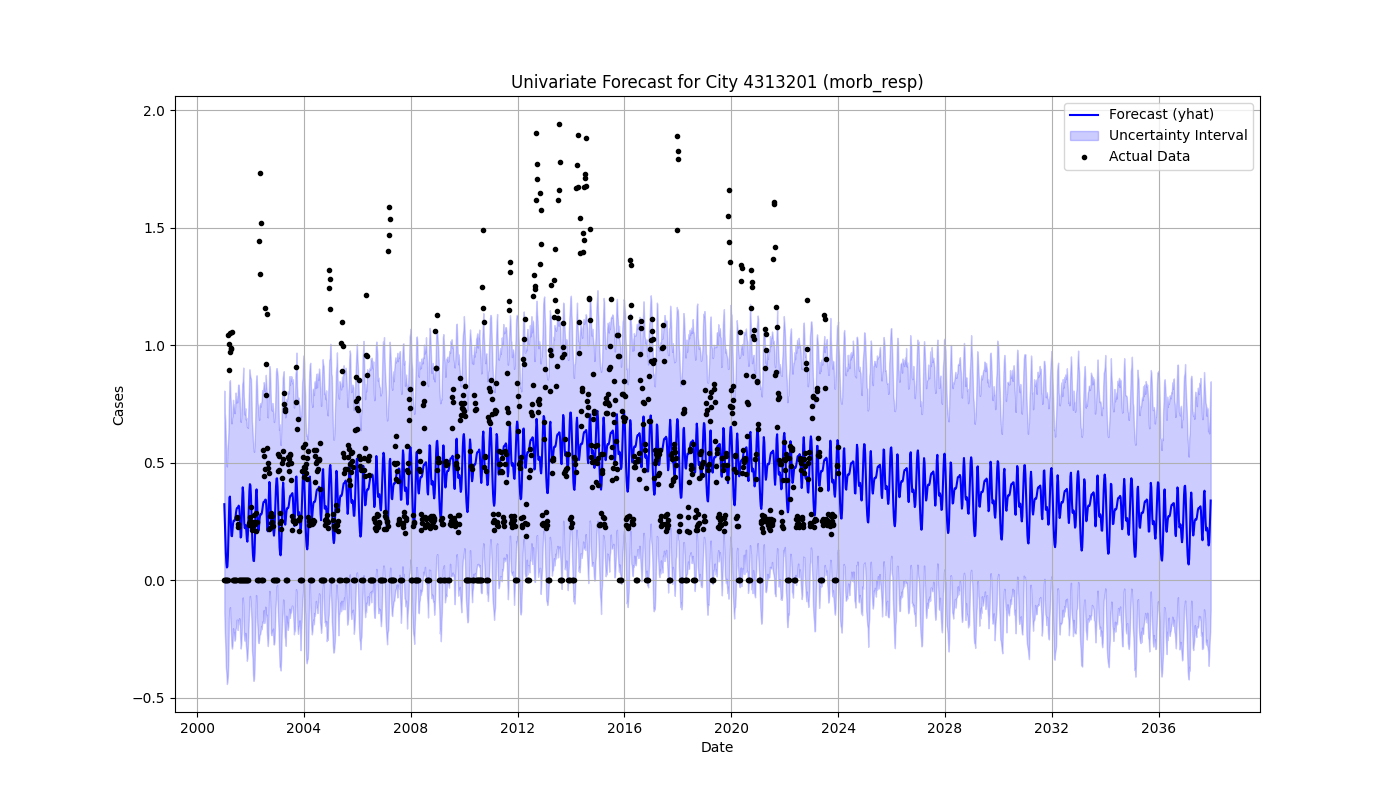 Univariate Forecast for City 4313201 (morb_resp)
Forecast (yhat)
Uncertainty Interval
Actual Data
2.0
1.5
1.0
0.5
0.0
−0.5
Cases
2000 2004 2008 2012 2016 2020 2024 2028 2032 2036
Date